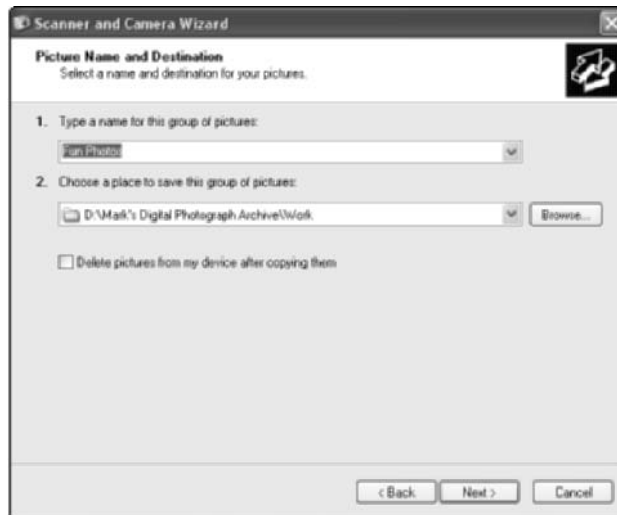 Scanner and Camera Wizard
Picture Name and Destination
Select a name and destination for your pictures.
1. Type a name for this group of pictures:
Fun Photos
2. Choose a place to save this group of pictures:
D:\Mark's Digital Photograph Archive\Work
Browse...
Delete pictures from my device after copying them
< Back
Next >
Cancel